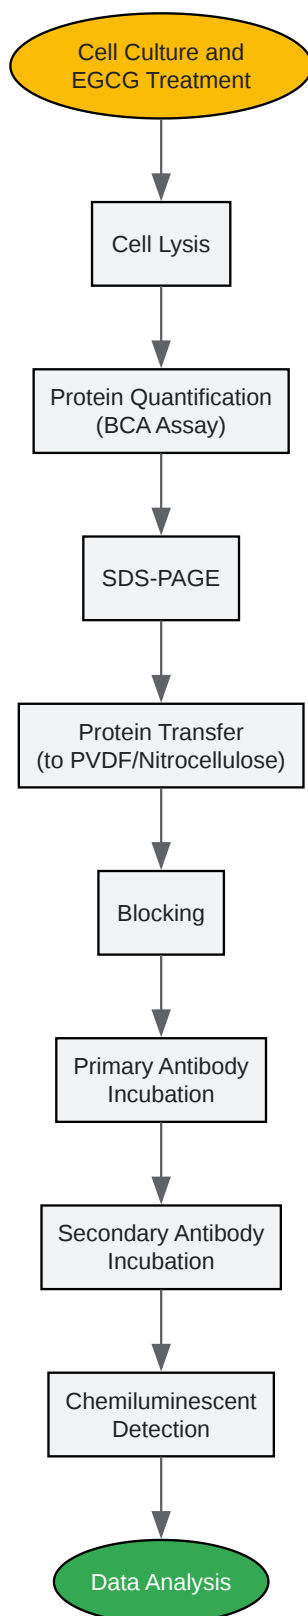 Cell Culture and
EGCG Treatment
Cell Lysis
Protein Quantification
(BCA Assay)
SDS-PAGE
Protein Transfer
(to PVDF/Nitrocellulose)
Blocking
Primary Antibody
Incubation
Secondary Antibody
Incubation
Chemiluminescent
Detection
Data Analysis